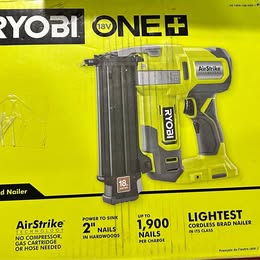 RYOBI 18V ONE+
AirStrike
RYOBI
18
d Nailer
AirStrike
TECHNOLOGY
NO COMPRESSOR,
GAS CARTRIDGE
OR HOSE NEEDED
POWER TO SINK
2" NAILS
IN HARDWOODS
UP TO
1,900
NAILS
PER CHARGE
LIGHTEST
CORDLESS BRAD NAILER
IN ITS CLASS